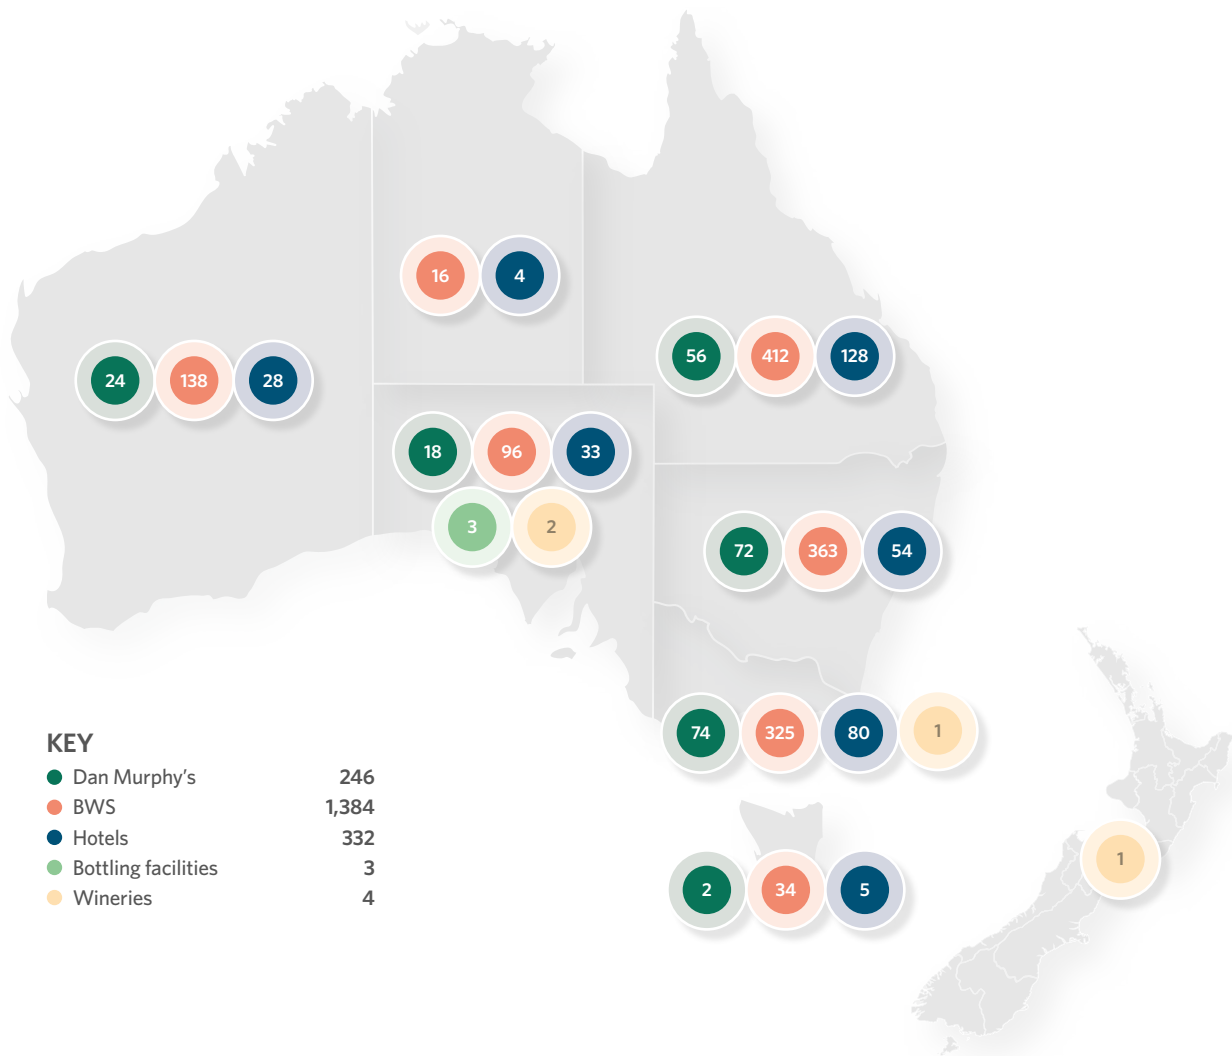 16 4
56 412 128
24 138 28
18 96 33
3 2
72 363 54
74 325 80 1
KEY
Dan Murphy's 246
BWS 1,384
Hotels 332
Bottling facilities 3
Wineries 4
1
2 34 5